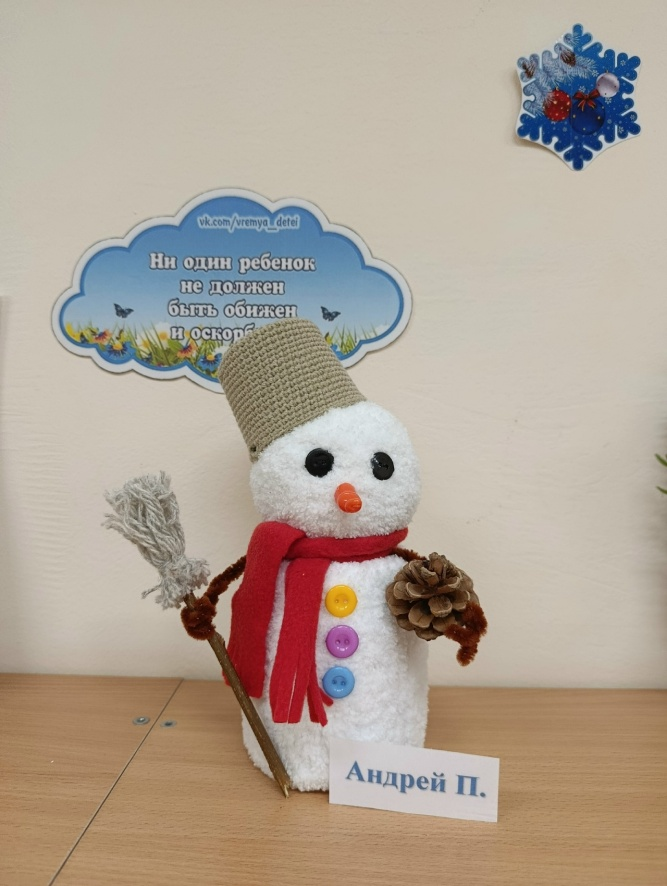 vk.com/vremya_detei
Ни один ребенок
не должен
быть обижен
и
Андрей П.